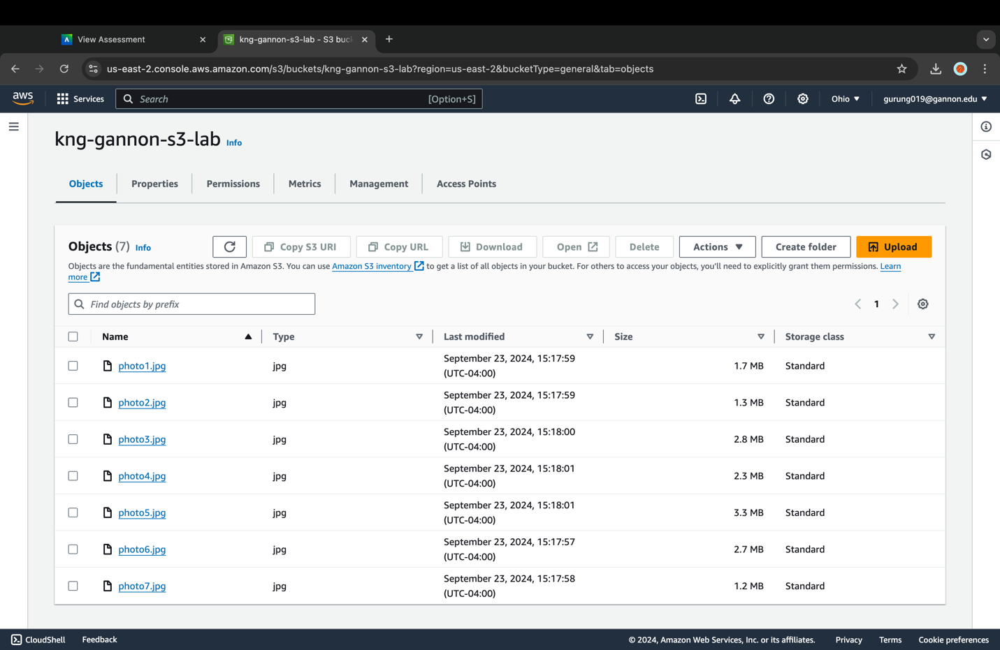 View Assessment
kng-gannon-s3-lab - S3 buc
us-east-2.console.aws.amazon.com/s3/buckets/kng-gannon-s3-lab?region=us-east-2&bucketType=general&tab=objects
aws Services Search [Option+S] Ohio gurung019@gannon.edu
kng-gannon-s3-lab Info
Objects Properties Permissions Metrics Management Access Points
Objects (7) Info Copy S3 URI Copy URL Download Open Delete Actions Create folder Upload
Objects are the fundamental entities stored in Amazon S3. You can use Amazon S3 inventory to get a list of all objects in your bucket. For others to access your objects, you'll need to explicitly grant them permissions. Learn
more
Find objects by prefix 1
Name Type Last modified Size Storage class
photo1.jpg jpg September 23, 2024, 15:17:59 (UTC-04:00) 1.7 MB Standard
photo2.jpg jpg September 23, 2024, 15:17:59 (UTC-04:00) 1.3 MB Standard
photo3.jpg jpg September 23, 2024, 15:18:00 (UTC-04:00) 2.8 MB Standard
photo4.jpg jpg September 23, 2024, 15:18:01 (UTC-04:00) 2.3 MB Standard
photo5.jpg jpg September 23, 2024, 15:18:01 (UTC-04:00) 3.3 MB Standard
photo6.jpg jpg September 23, 2024, 15:17:57 (UTC-04:00) 2.7 MB Standard
photo7.jpg jpg September 23, 2024, 15:17:58 (UTC-04:00) 1.2 MB Standard
CloudShell Feedback © 2024, Amazon Web Services, Inc. or its affiliates. Privacy Terms Cookie preferences